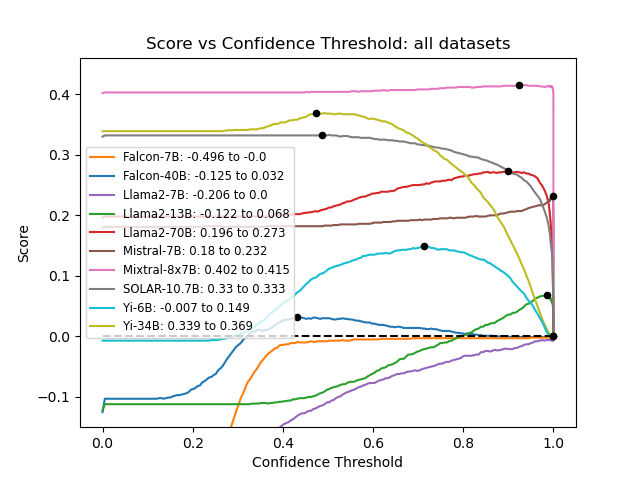 Score vs Confidence Threshold: all datasets
0.4
0.3
0.2
0.1
0.0
−0.1
Score
Falcon-7B: -0.496 to -0.0
Falcon-40B: -0.125 to 0.032
Llama2-7B: -0.206 to 0.0
Llama2-13B: -0.122 to 0.068
Llama2-70B: 0.196 to 0.273
Mistral-7B: 0.18 to 0.232
Mixtral-8x7B: 0.402 to 0.415
SOLAR-10.7B: 0.33 to 0.333
Yi-6B: -0.007 to 0.149
Yi-34B: 0.339 to 0.369
0.0 0.2 0.4 0.6 0.8 1.0
Confidence Threshold